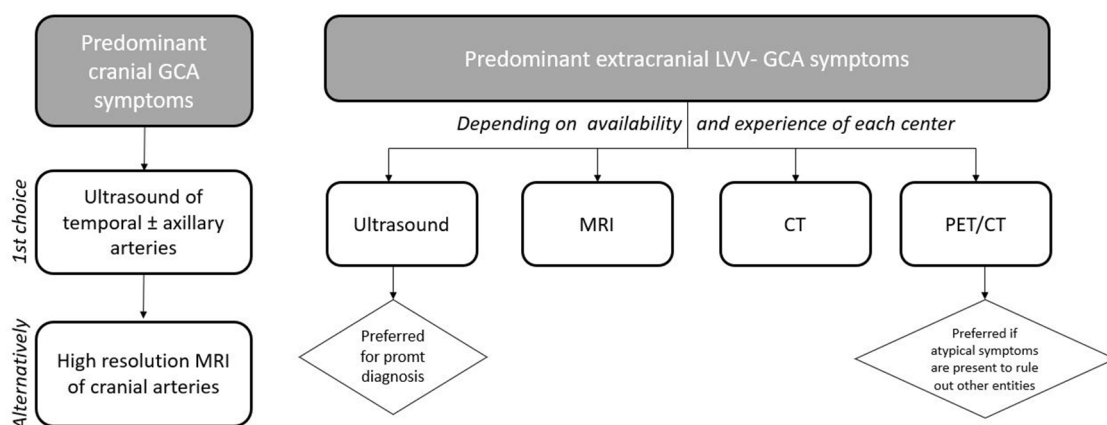 Predominant
cranial GCA
symptoms
1st choice
Ultrasound of
temporal ± axillary
arteries
Alternatively
High resolution MRI
of cranial arteries
Predominant extracranial LVV- GCA symptoms
Depending on availability and experience of each center
Ultrasound
MRI
CT
PET/CT
Preferred
for promt
diagnosis
Preferred if
atypical symptoms
are present to rule
out other entities